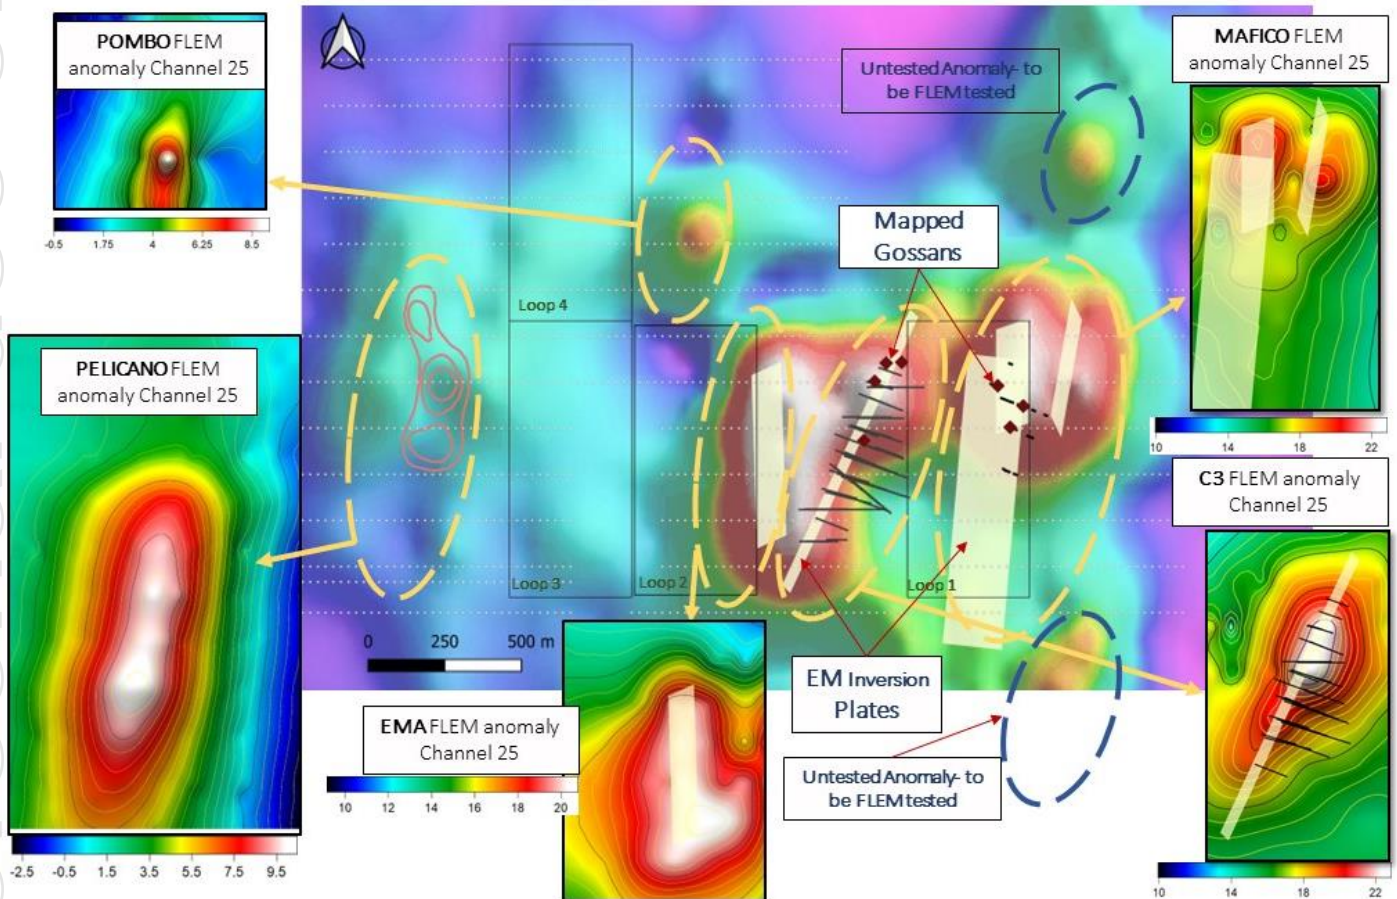 POMBO FLEM
anomaly Channel 25
-0.5 1.75 4 6.25 8.5
Untested Anomaly- to
be FLEM tested
MAFICO FLEM
anomaly Channel 25
10 14 18 22
Mapped
Gossans
Loop 4
PELICANO FLEM
anomaly Channel 25
-2.5 -0.5 1.5 3.5 5.5 7.5 9.5
Loop 3
Loop 2
Loop 1
0 250 500 m
C3 FLEM anomaly
Channel 25
10 14 18 22
EM Inversion
Plates
EMA FLEM anomaly
Channel 25
10 12 14 16 18 20
Untested Anomaly- to
be FLEM tested